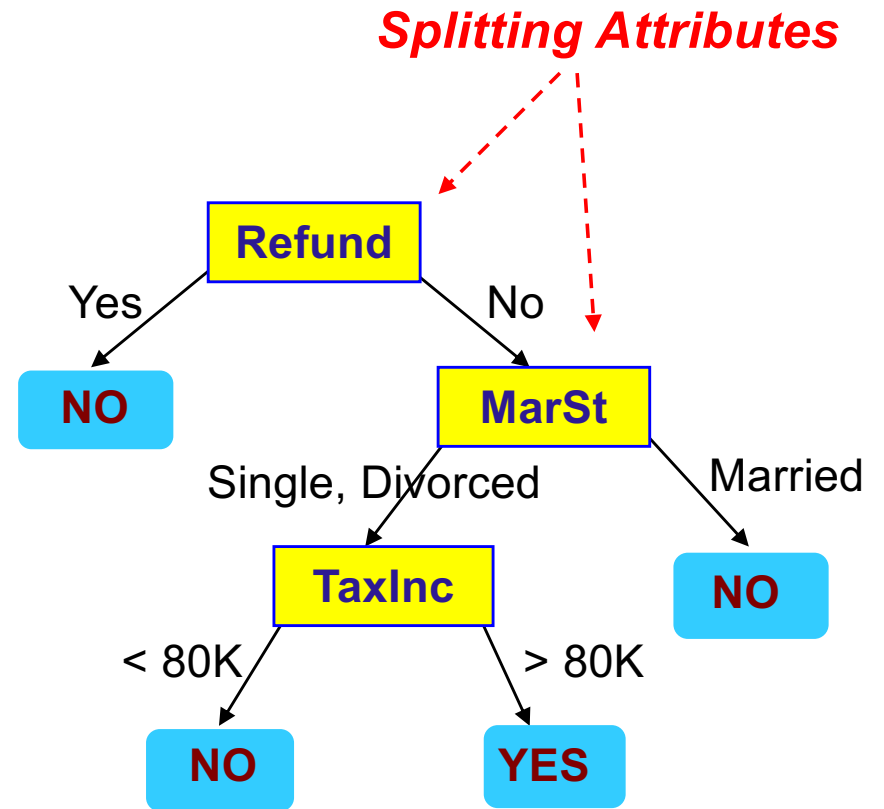 Splitting Attributes
Refund
Yes
No
NO
MarSt
Single, Divorced
Married
TaxInc
NO
< 80K
> 80K
NO
YES